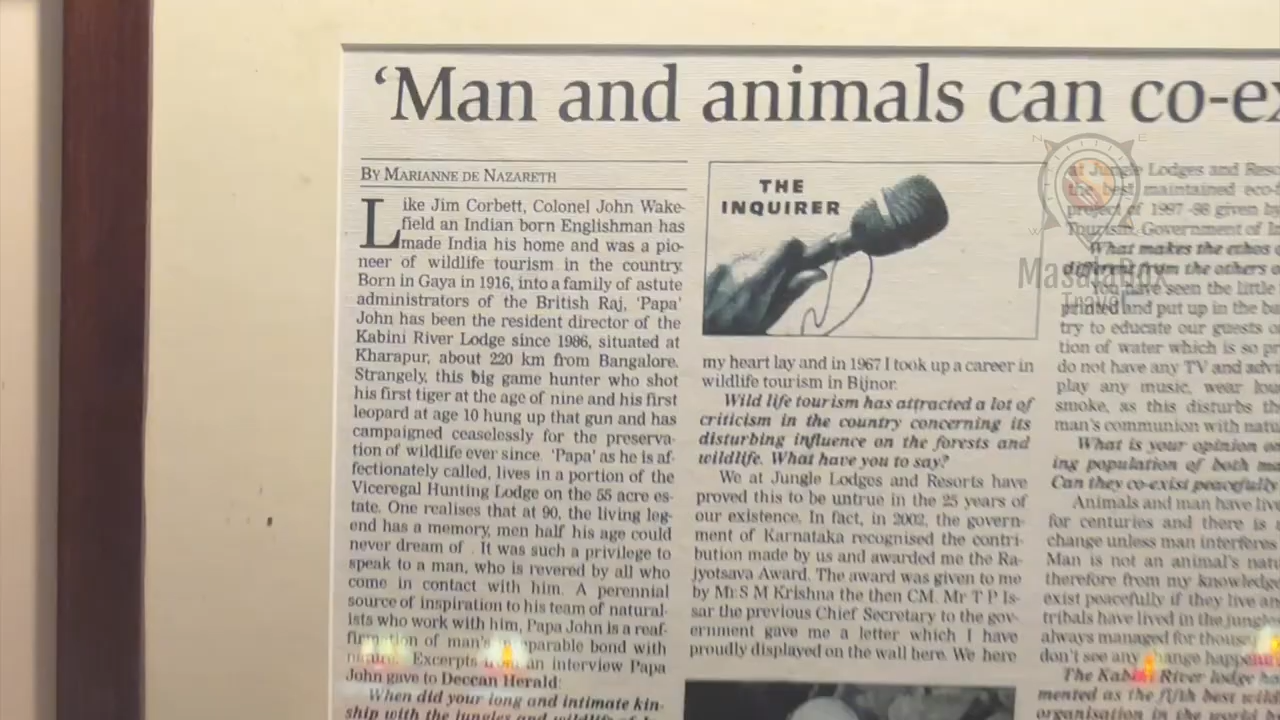 ‘Man and animals can co-ex
BY MARIANNE DE NAZARETH
Like Jim Corbett, Colonel John Wake-
field an Indian born Englishman has
made India his home and was a pio-
neer of wildlife tourism in the country.
Born in Gaya in 1916, into a family of astute
administrators of the British Raj, ‘Papa’
John has been the resident director of the
Kabini River Lodge since 1986, situated at
Kharapur, about 220 km from Bangalore.
Strangely, this big game hunter who shot
his first tiger at the age of nine and his first
leopard at age 10 hung up that gun and has
campaigned ceaselessly for the preserva-
tion of wildlife ever since. ‘Papa’ as he is af-
fectionately called, lives in a portion of the
Viceregal Hunting Lodge on the 55 acre es-
tate. One realises that at 90, the living leg-
end has a memory, men half his age could
never dream of . It was such a privilege to
speak to a man, who is revered by all who
come in contact with him. A perennial
source of inspiration to his team of natural-
ists who work with him, Papa John is a reaf-
firmation of man's parable bond with
Excerpts an interview Papa
John gave to Deccan Herald:
When did your long and intimate kin-
ship with the jungles and
THE
INQUIRER
my heart lay and in 1967 I took up a career in
wildlife tourism in Bijnor.
Wild life tourism has attracted a lot of
criticism in the country concerning its
disturbing influence on the forests and
wildlife. What have you to say?
We at Jungle Lodges and Resorts have
proved this to be untrue in the 25 years of
our existence. In fact, in 2002, the govern-
ment of Karnataka recognised the contri-
bution made by us and awarded me the Ra-
jyotsava Award. The award was given to me
by Mr.S M Krishna the then CM. Mr T P Is-
sar the previous Chief Secretary to the gov-
ernment gave me a letter which I have
proudly displayed on the wall here. We here
at Jungle Lodges and Reso
the best maintained eco-
project of 1997 -98 given by
Tourism, Government of I
What makes the echos o
different from the others o
You have seen the little
printed and put up in the ba
try to educate our guests o
tion of water which is so pr
do not have any TV and advi
play any music, wear lou
smoke, as this disturbs th
man's communion with natu
What is your opinion on
ing population of both ma
Can they co-exist peacefully
Animals and man have live
for centuries and there is
change unless man interferes
Man is not an animal's natu
therefore from my knowledge
exist peacefully if they live an
tribals have lived in the jungle
always managed for thous
don't see any change happen
The Kabini River lodge ha
mented as the fifth best wild
organisation in the world
N
E
W
MasalaBox
Travel